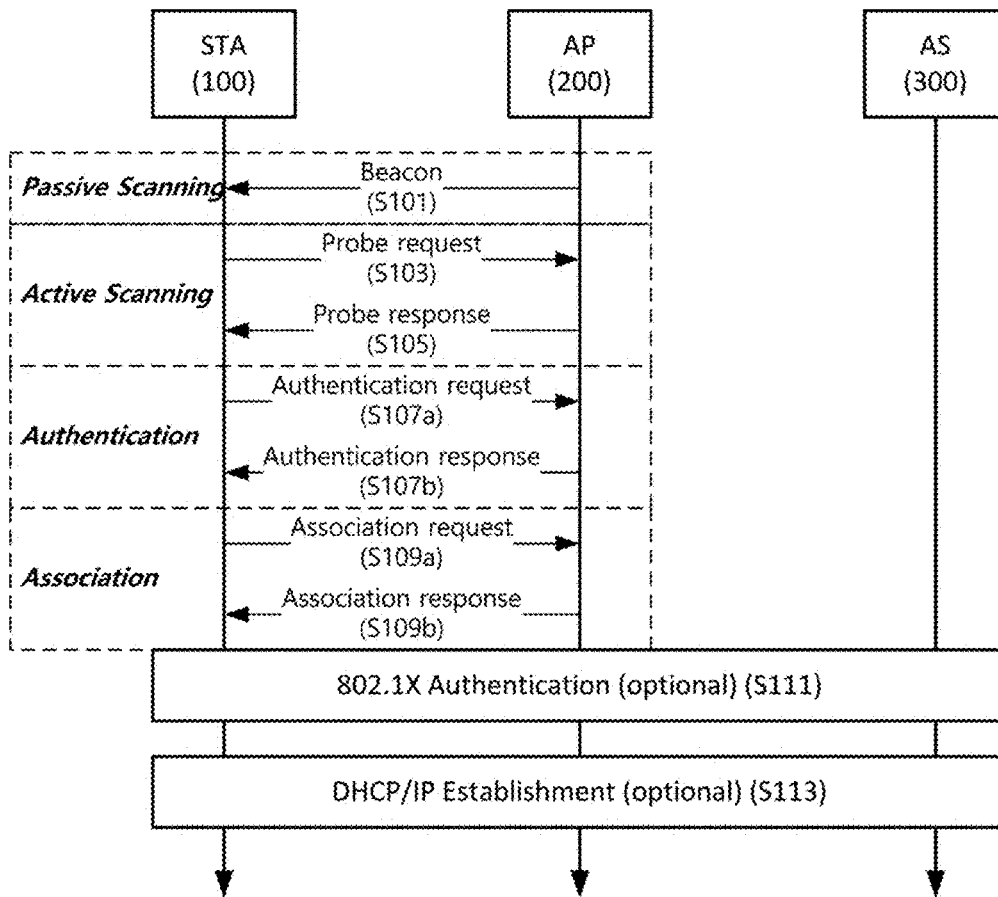 STA
(100)
AP
(200)
AS
(300)
Passive Scanning
Beacon
(S101)
Active Scanning
Probe request
(S103)
Probe response
(S105)
Authentication
Authentication request
(S107a)
Authentication response
(S107b)
Association
Association request
(S109a)
Association response
(S109b)
802.1X Authentication (optional) (S111)
DHCP/IP Establishment (optional) (S113)